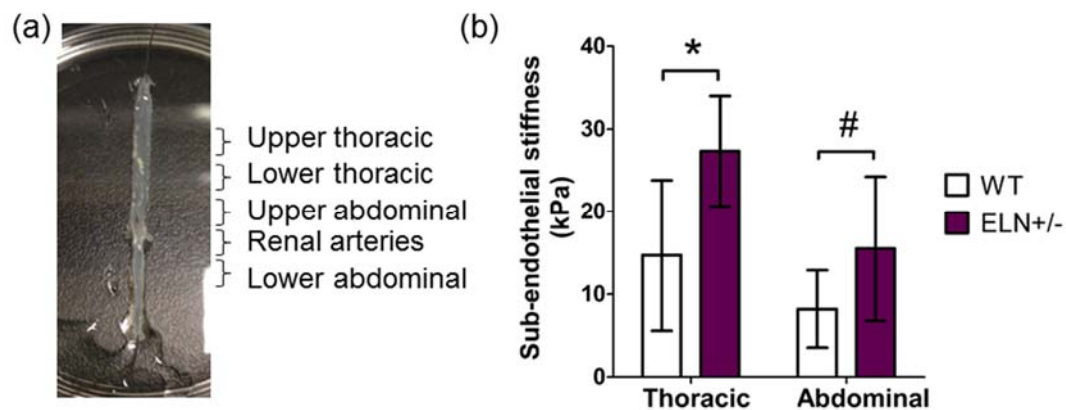 (a)
Upper thoracic
Lower thoracic
Upper abdominal
Renal arteries
Lower abdominal
(b)
Sub-endothelial stiffness
(kPa)
40
30
20
10
0
*
#
Thoracic
Abdominal
WT
ELN+/-